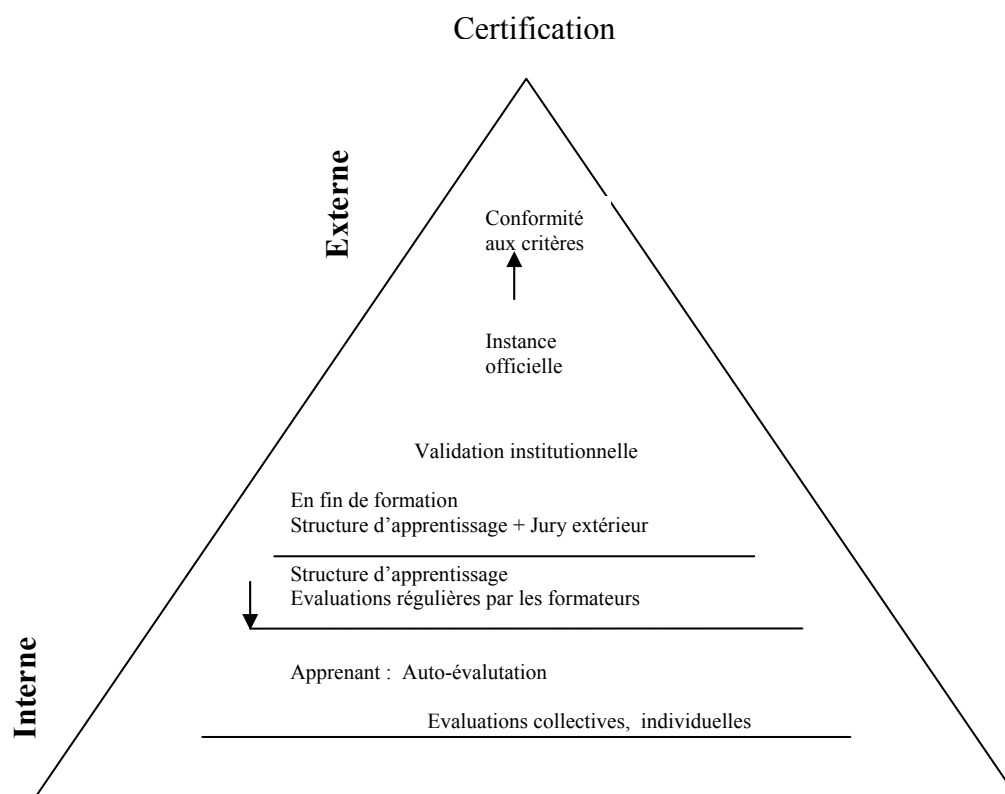 Certification
Externe
Conformité
aux critères
Instance
officielle
Validation institutionnelle
En fin de formation
Structure d'apprentissage + Jury extérieur
Structure d'apprentissage
Evaluations régulières par les formateurs
Interne
Apprenant : Auto-évalutation
Evaluations collectives, individuelles